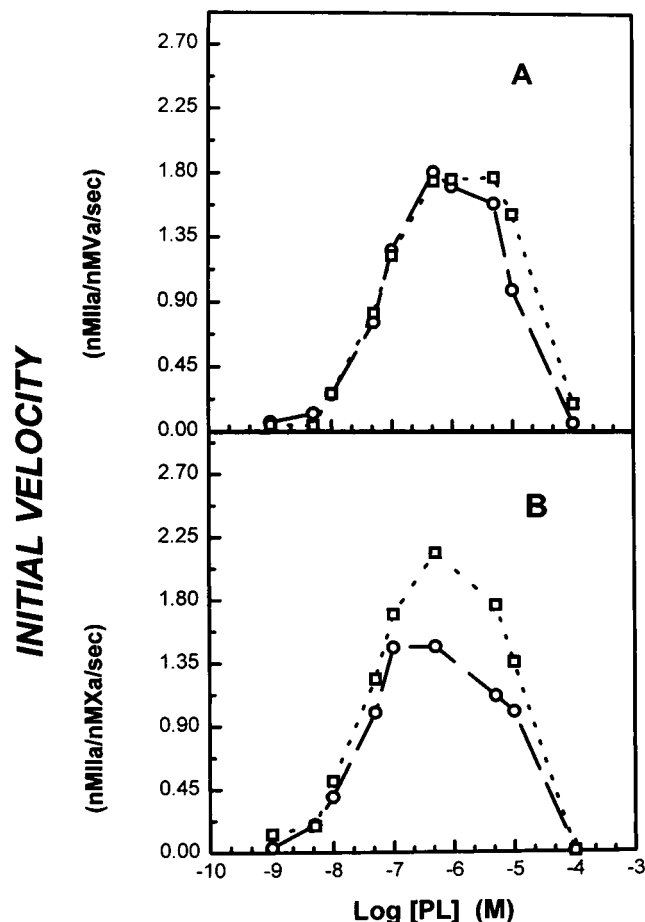 INITIAL VELOCITY
(nMIIa/nMVa/sec)
2.70
2.25
1.80
1.35
0.90
0.45
0.00
A
(nMIIa/nMXa/sec)
2.70
2.25
1.80
1.35
0.90
0.45
0.00
B
-10 -9 -8 -7 -6 -5 -4 -3
Log [PL] (M)